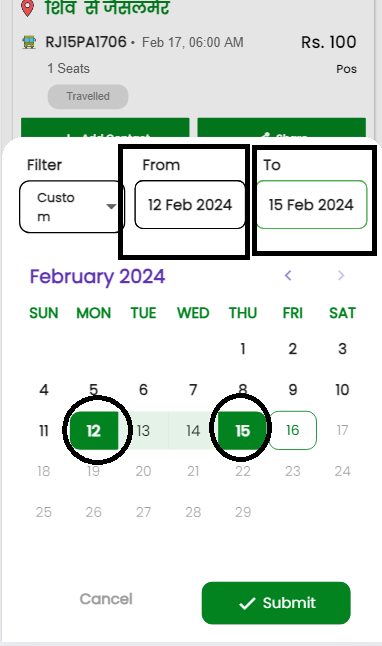 शिव से जैसलमेर
RJ15PA1706 • Feb 17, 06:00 AM Rs. 100
1 Seats Pos
Travelled
Add Contact Share
Filter From To
Custo
m
12 Feb 2024 15 Feb 2024
February 2024
SUN MON TUE WED THU FRI SAT
1 2 3
4 5 6 7 8 9 10
11 12 13 14 15 16 17
18 19 20 21 22 23 24
25 26 27 28 29
Cancel Submit